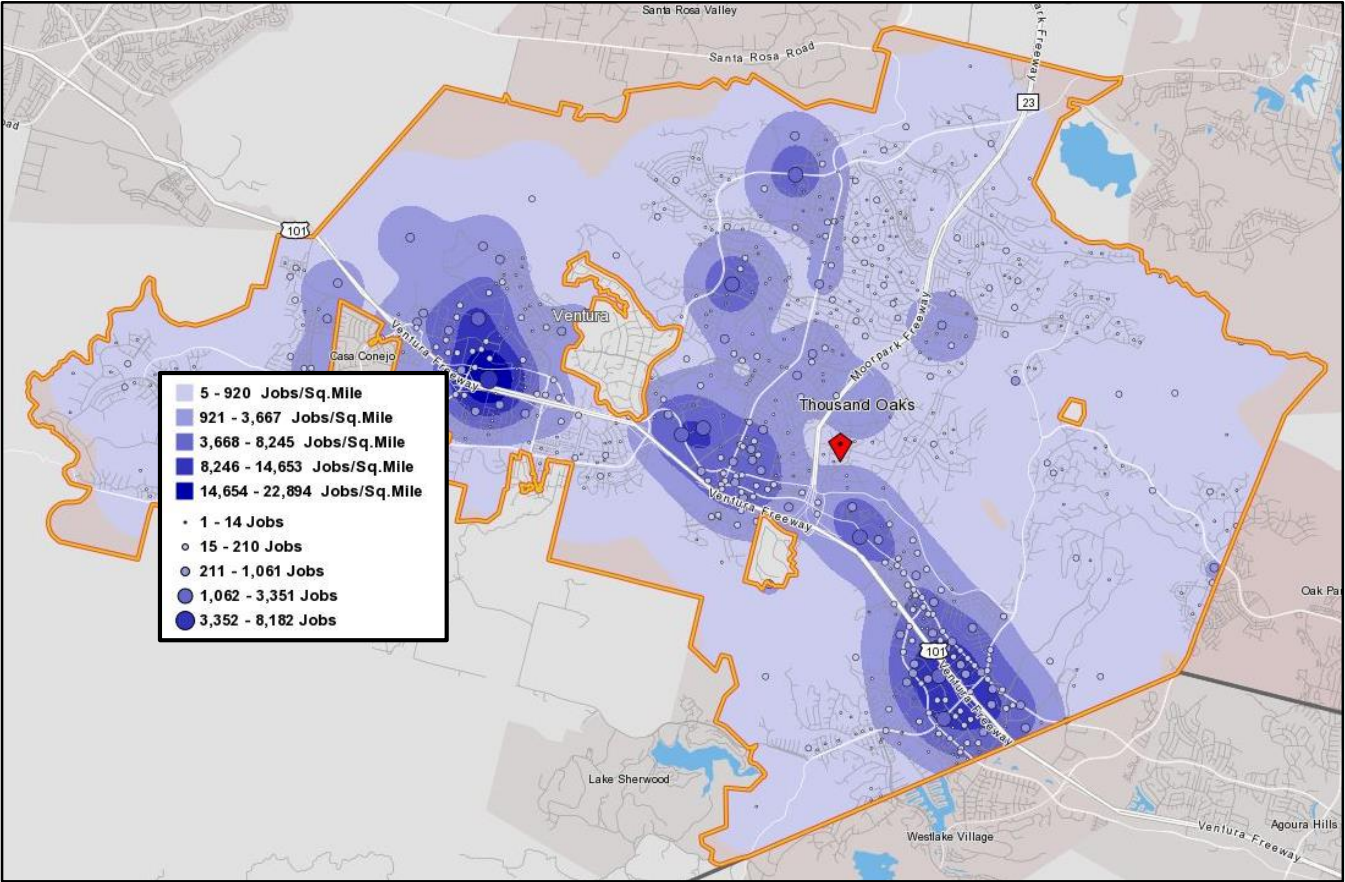 Santa Rosa Valley
Santa Rosa Road
ark Freeway
23
oad
101
Ventura
Ventura Freeway
Casa Conejo
Moorpark Freeway
Thousand Oaks
5 - 920 Jobs/Sq.Mile
921 - 3,667 Jobs/Sq.Mile
3,668 - 8,245 Jobs/Sq.Mile
8,246 - 14,653 Jobs/Sq.Mile
14,654 - 22,894 Jobs/Sq.Mile
1 - 14 Jobs
15 - 210 Jobs
211 - 1,061 Jobs
1,062 - 3,351 Jobs
3,352 - 8,182 Jobs
Ventura Freeway
Oak Par
101
Ventura Freeway
Lake Sherwood
Westlake Village
Ventura Freeway
Agoura Hills